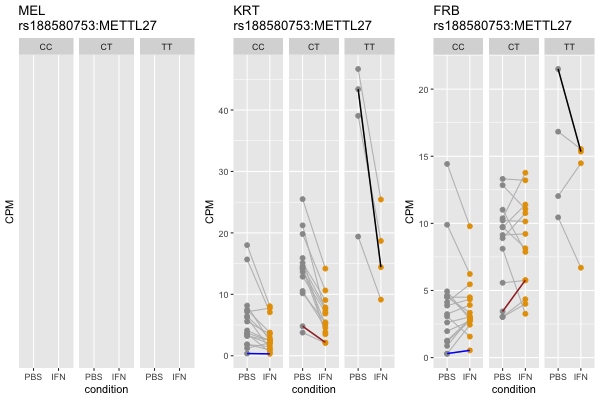 MEL
rs188580753:METTL27
CC CT TT
CPM
PBS IFN PBS IFN PBS IFN
condition
KRT
rs188580753:METTL27
CC CT TT
CPM
40
30
20
10
0
PBS IFN PBS IFN PBS IFN
condition
FRB
rs188580753:METTL27
CC CT TT
CPM
20
15
10
5
0
PBS IFN PBS IFN PBS IFN
condition